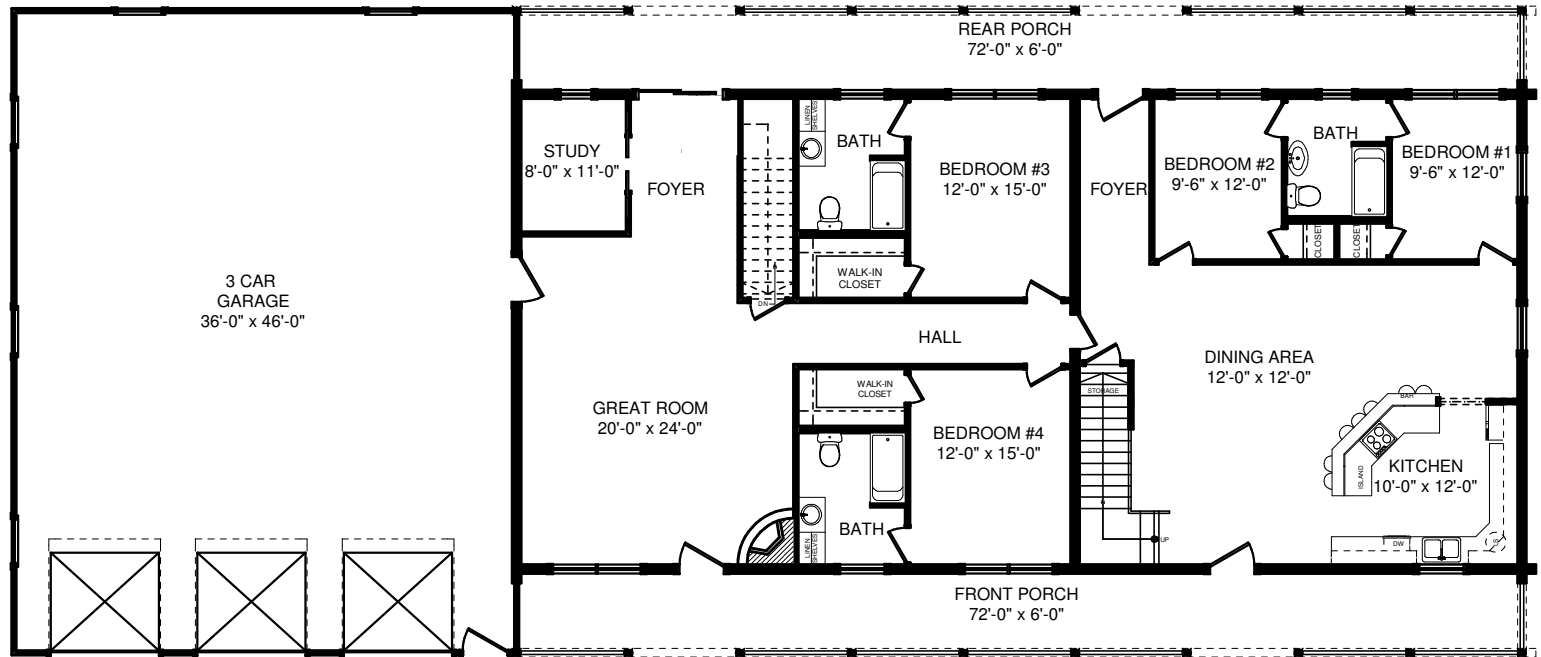 REAR PORCH
72'-0" x 6'-0"
STUDY
8'-0" x 11'-0"
FOYER
LINEN
SHELVES
BATH
BEDROOM #3
12'-0" x 15'-0"
WALK-IN
CLOSET
DN
FOYER
BEDROOM #2
9'-6" x 12'-0"
BATH
CLOSET
CLOSET
BEDROOM #1
9'-6" x 12'-0"
3 CAR
GARAGE
36'-0" x 46'-0"
HALL
GREAT ROOM
20'-0" x 24'-0"
WALK-IN
CLOSET
BEDROOM #4
12'-0" x 15'-0"
BATH
LINEN
SHELVES
STORAGE
UP
DINING AREA
12'-0" x 12'-0"
BAR
ISLAND
KITCHEN
10'-0" x 12'-0"
DW
LS
FRONT PORCH
72'-0" x 6'-0"